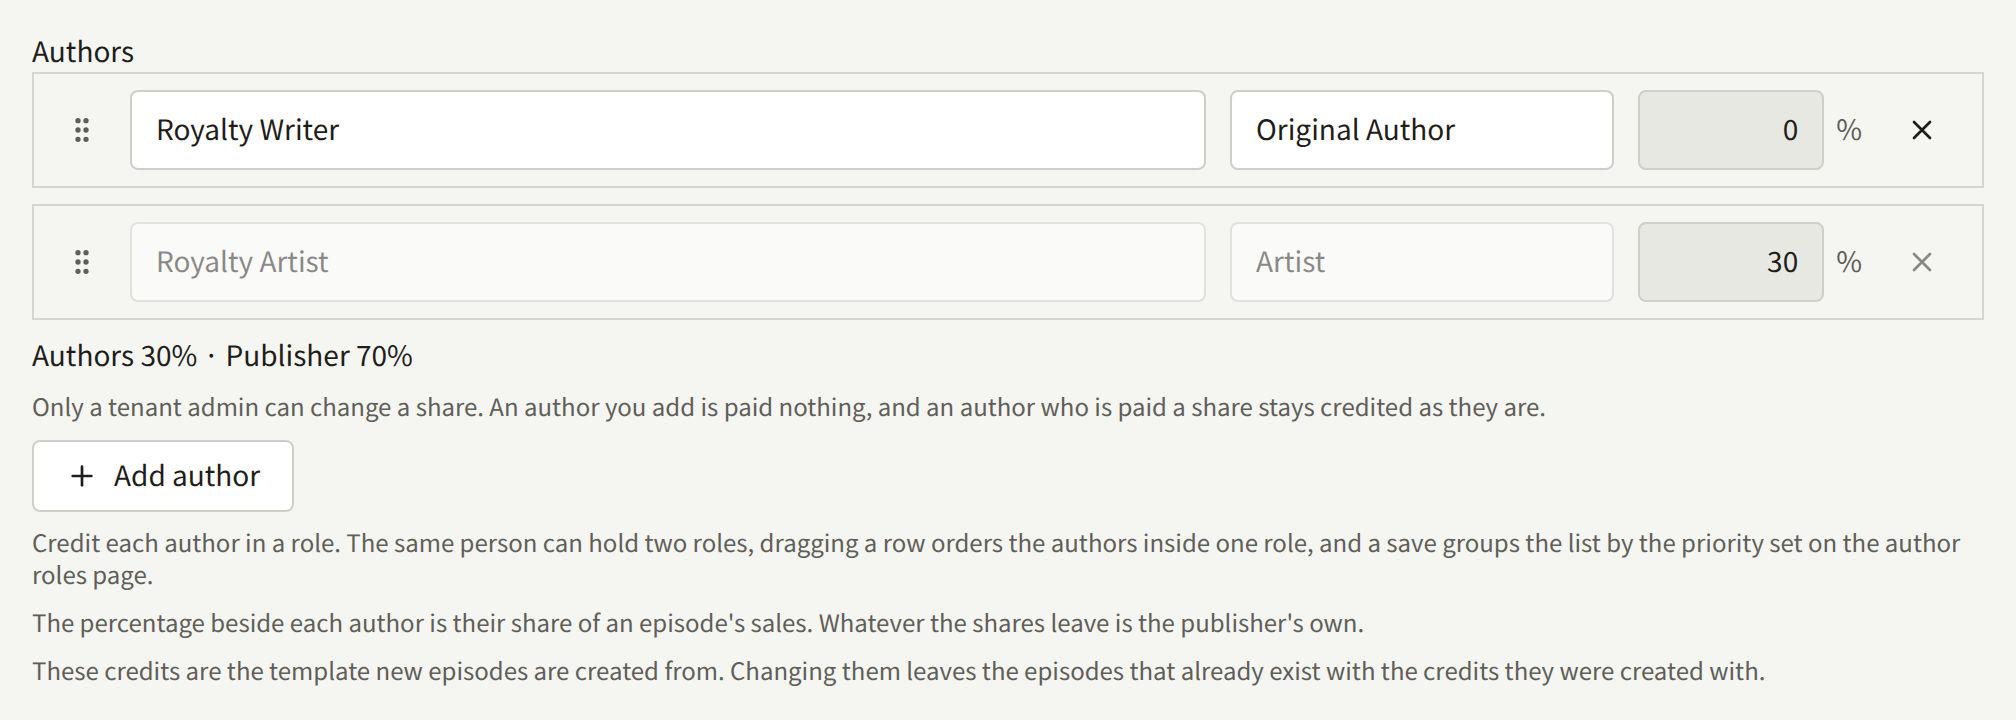 Authors
Royalty Writer
Original Author
0
%
Royalty Artist
Artist
30
%
Authors 30% · Publisher 70%
Only a tenant admin can change a share. An author you add is paid nothing, and an author who is paid a share stays credited as they are.
Add author
Credit each author in a role. The same person can hold two roles, dragging a row orders the authors inside one role, and a save groups the list by the priority set on the author
roles page.
The percentage beside each author is their share of an episode's sales. Whatever the shares leave is the publisher's own.
These credits are the template new episodes are created from. Changing them leaves the episodes that already exist with the credits they were created with.